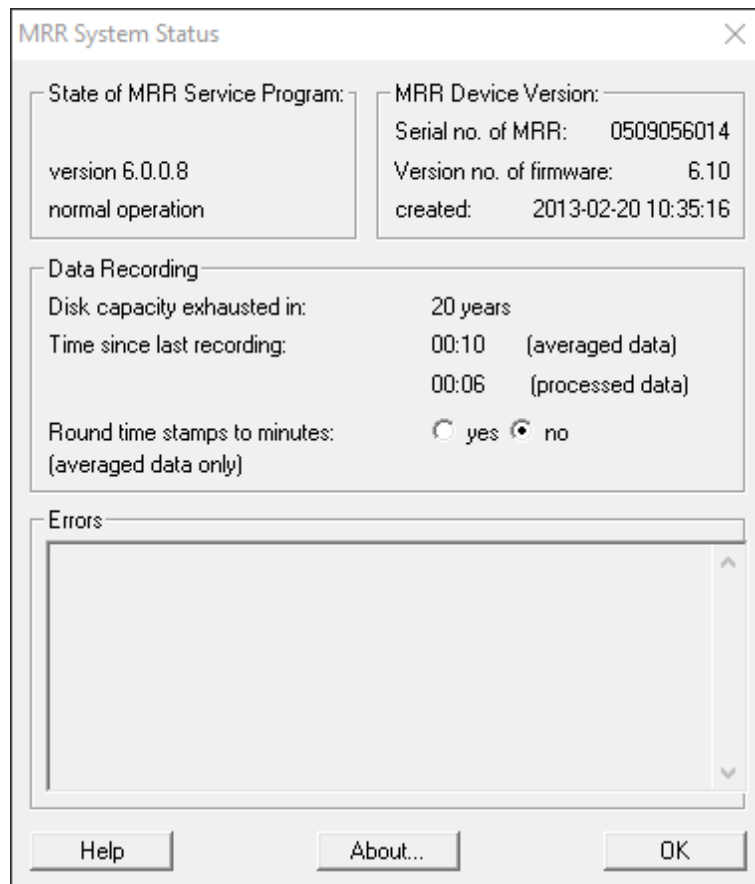 MRR System Status
State of MRR Service Program:
version 6.0.0.8
normal operation
MRR Device Version:
Serial no. of MRR: 0509056014
Version no. of firmware: 6.10
created: 2013-02-20 10:35:16
Data Recording
Disk capacity exhausted in: 20 years
Time since last recording: 00:10 (averaged data)
00:06 (processed data)
Round time stamps to minutes: yes no
(averaged data only)
Errors
Help About... OK